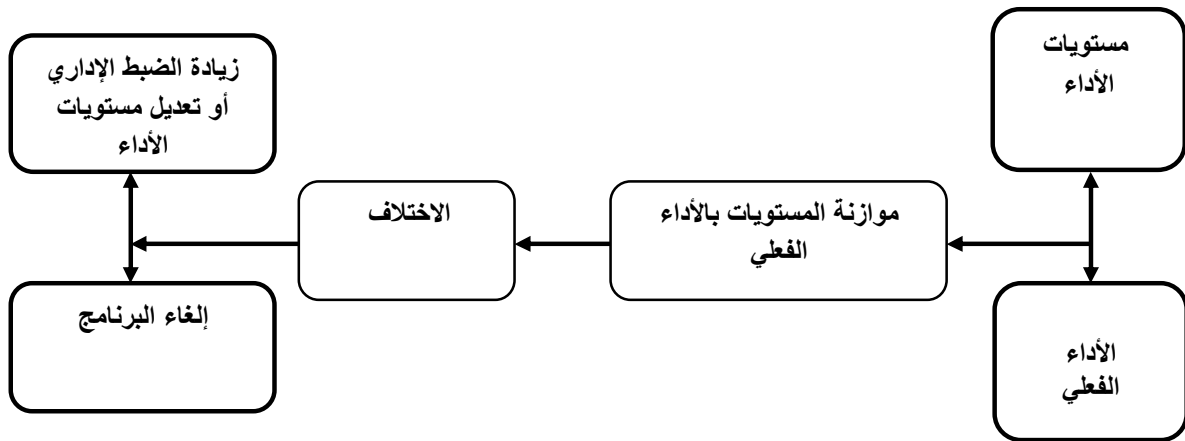 مستويات
الأداء
الأداء
الفعلي
موازنة المستويات بالأداء
الفعلي
الاختلاف
زيادة الضبط الإداري
أو تعديل مستويات
الأداء
إلغاء البرنامج